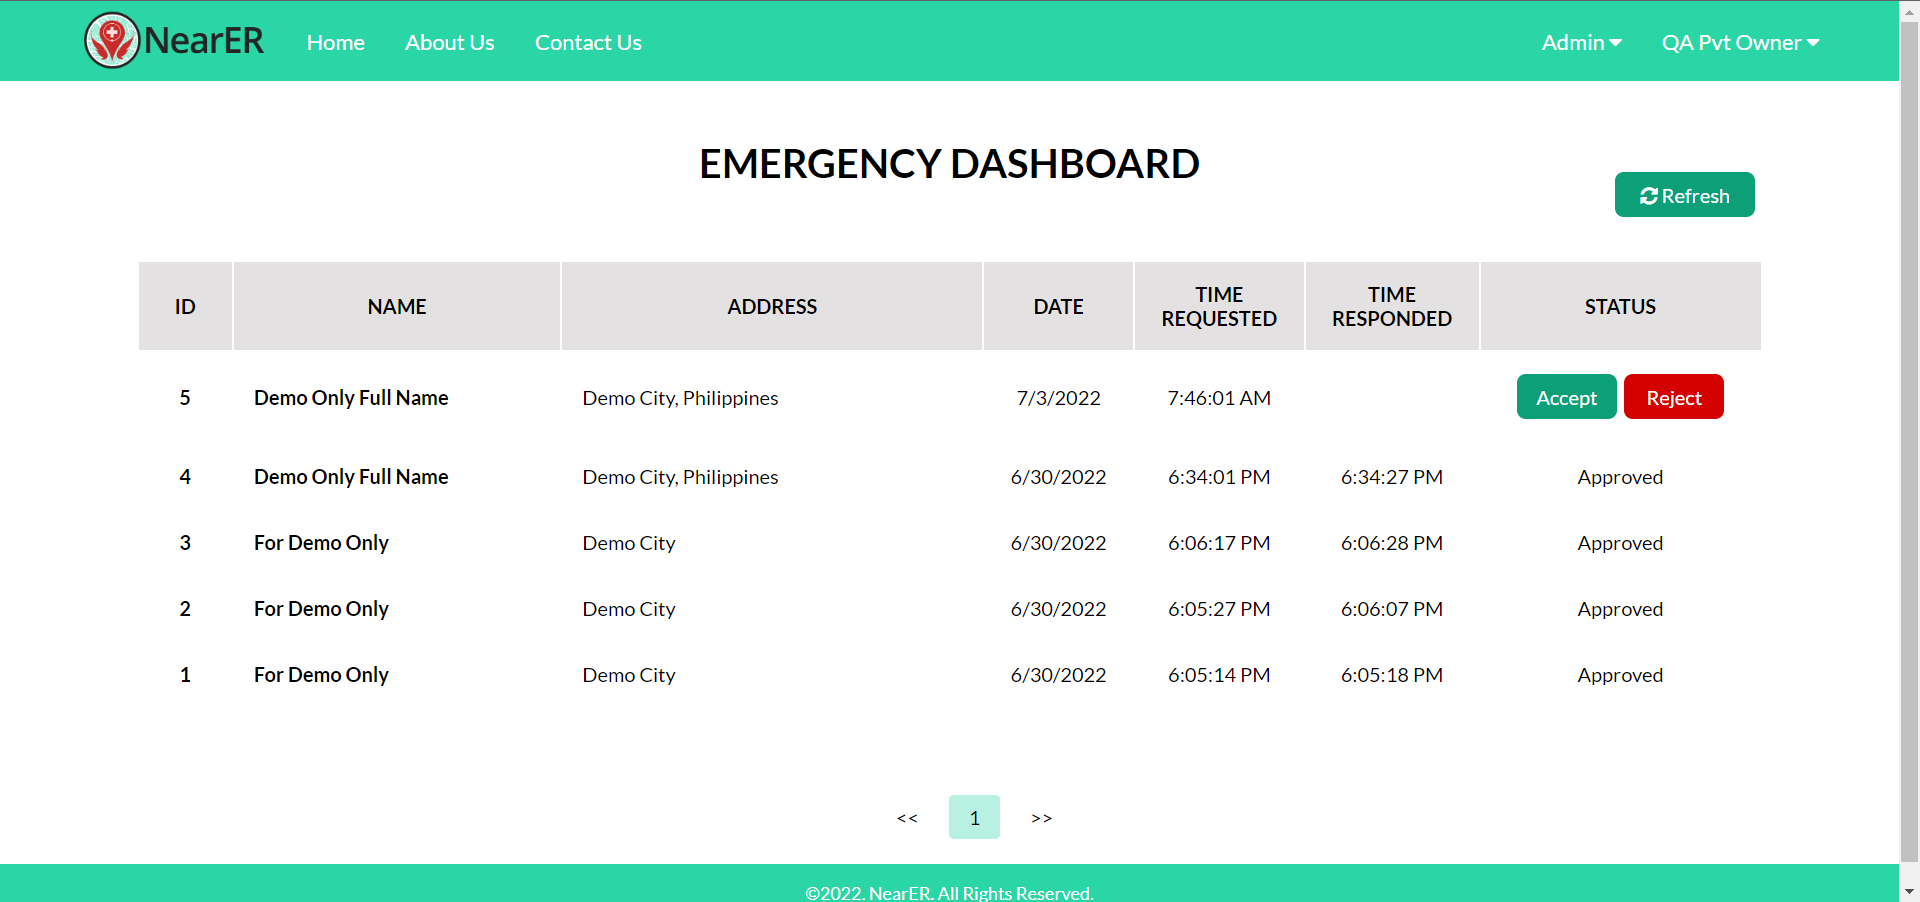 NearER Home About Us Contact Us Admin QA Pvt Owner
EMERGENCY DASHBOARD
Refresh
ID NAME ADDRESS DATE TIME REQUESTED TIME RESPONDED STATUS
5 Demo Only Full Name Demo City, Philippines 7/3/2022 7:46:01 AM Accept Reject
4 Demo Only Full Name Demo City, Philippines 6/30/2022 6:34:01 PM 6:34:27 PM Approved
3 For Demo Only Demo City 6/30/2022 6:06:17 PM 6:06:28 PM Approved
2 For Demo Only Demo City 6/30/2022 6:05:27 PM 6:06:07 PM Approved
1 For Demo Only Demo City 6/30/2022 6:05:14 PM 6:05:18 PM Approved
<< 1 >>
©2022. NearER. All Rights Reserved.